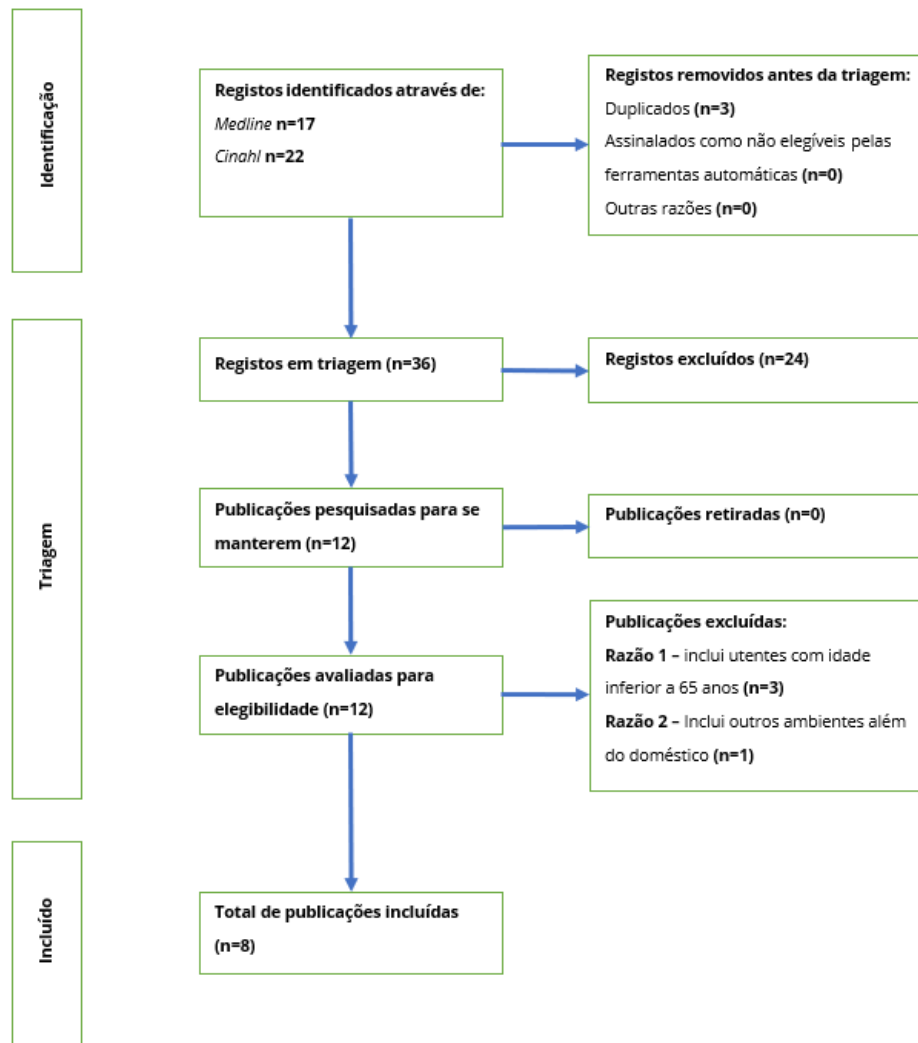 Identificação
Registos identificados através de:
Medline n=17
Cinahl n=22
Registos removidos antes da triagem:
Duplicados (n=3)
Assinalados como não elegíveis pelas
ferramentas automáticas (n=0)
Outras razões (n=0)
Triagem
Registos em triagem (n=36)
Registos excluídos (n=24)
Publicações pesquisadas para se
manterem (n=12)
Publicações retiradas (n=0)
Publicações avaliadas para
elegibilidade (n=12)
Publicações excluídas:
Razão 1 – inclui utentes com idade
inferior a 65 anos (n=3)
Razão 2 – Inclui outros ambientes além
do doméstico (n=1)
Incluído
Total de publicações incluídas
(n=8)